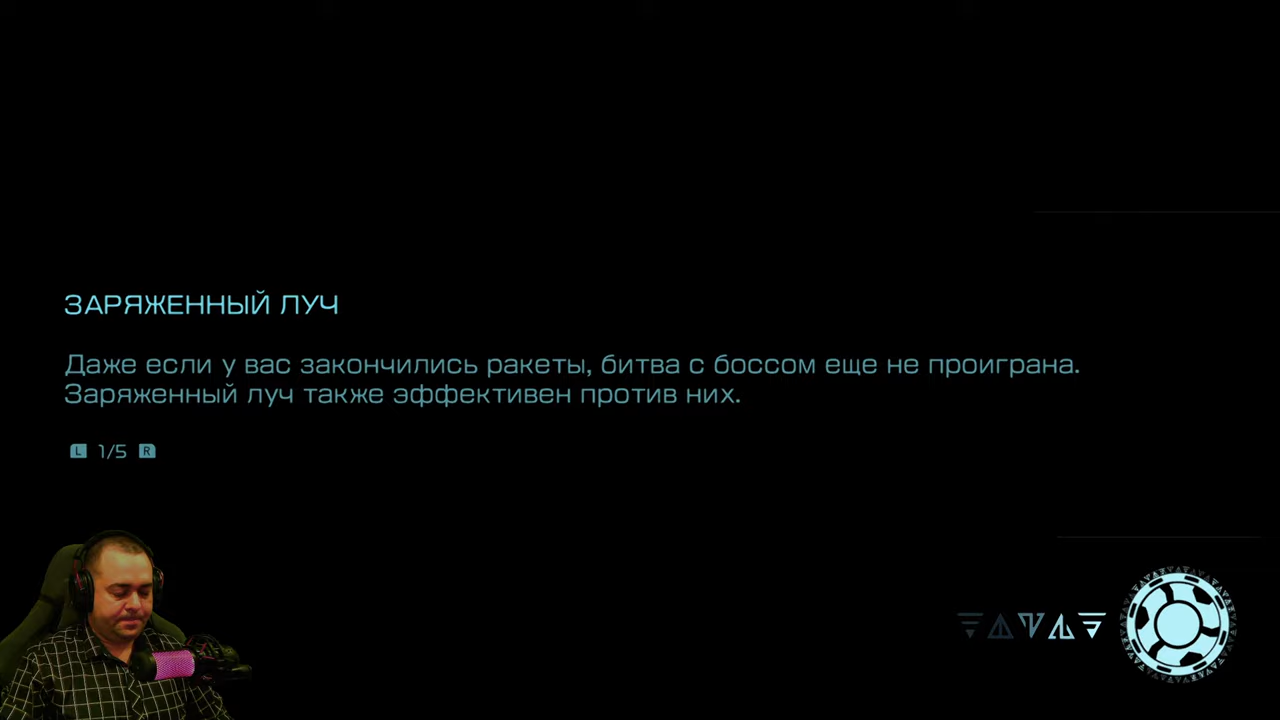 ЗАРЯЖЕННЫЙ ЛУЧ
Даже если у вас закончились ракеты, битва с боссом еще не проиграна.
Заряженный луч также эффективен против них.
L 1/5 R